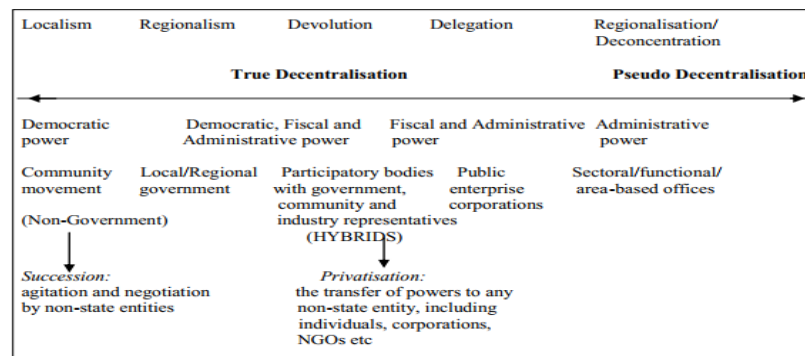 Localism Regionalism Devolution Delegation Regionalisation/
Deconcentration
True Decentralisation Pseudo Decentralisation
Democratic power
Democratic, Fiscal and
Administrative power
Fiscal and Administrative
power
Administrative
power
Community
movement
(Non-Government)
Local/Regional
government
Participatory bodies
with government,
community and
industry representatives
(HYBRIDS)
Public
enterprise
corporations
Sectoral/functional/
area-based offices
Succession:
agitation and negotiation
by non-state entities
Privatisation:
the transfer of powers to any
non-state entity, including
individuals, corporations,
NGOs etc